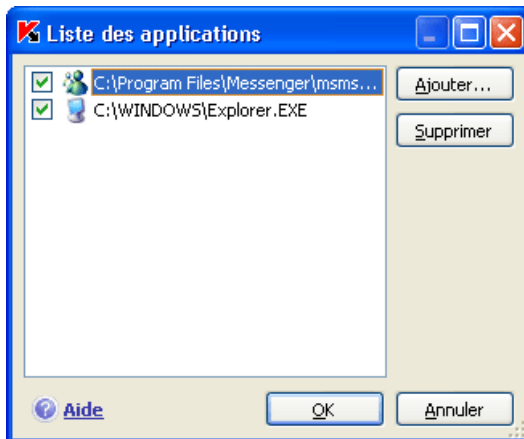 Liste des applications
C:\Program Files\Messenger\msms...
C:\WINDOWS\Explorer.EXE
Ajouter...
Supprimer
Aide
OK
Annuler